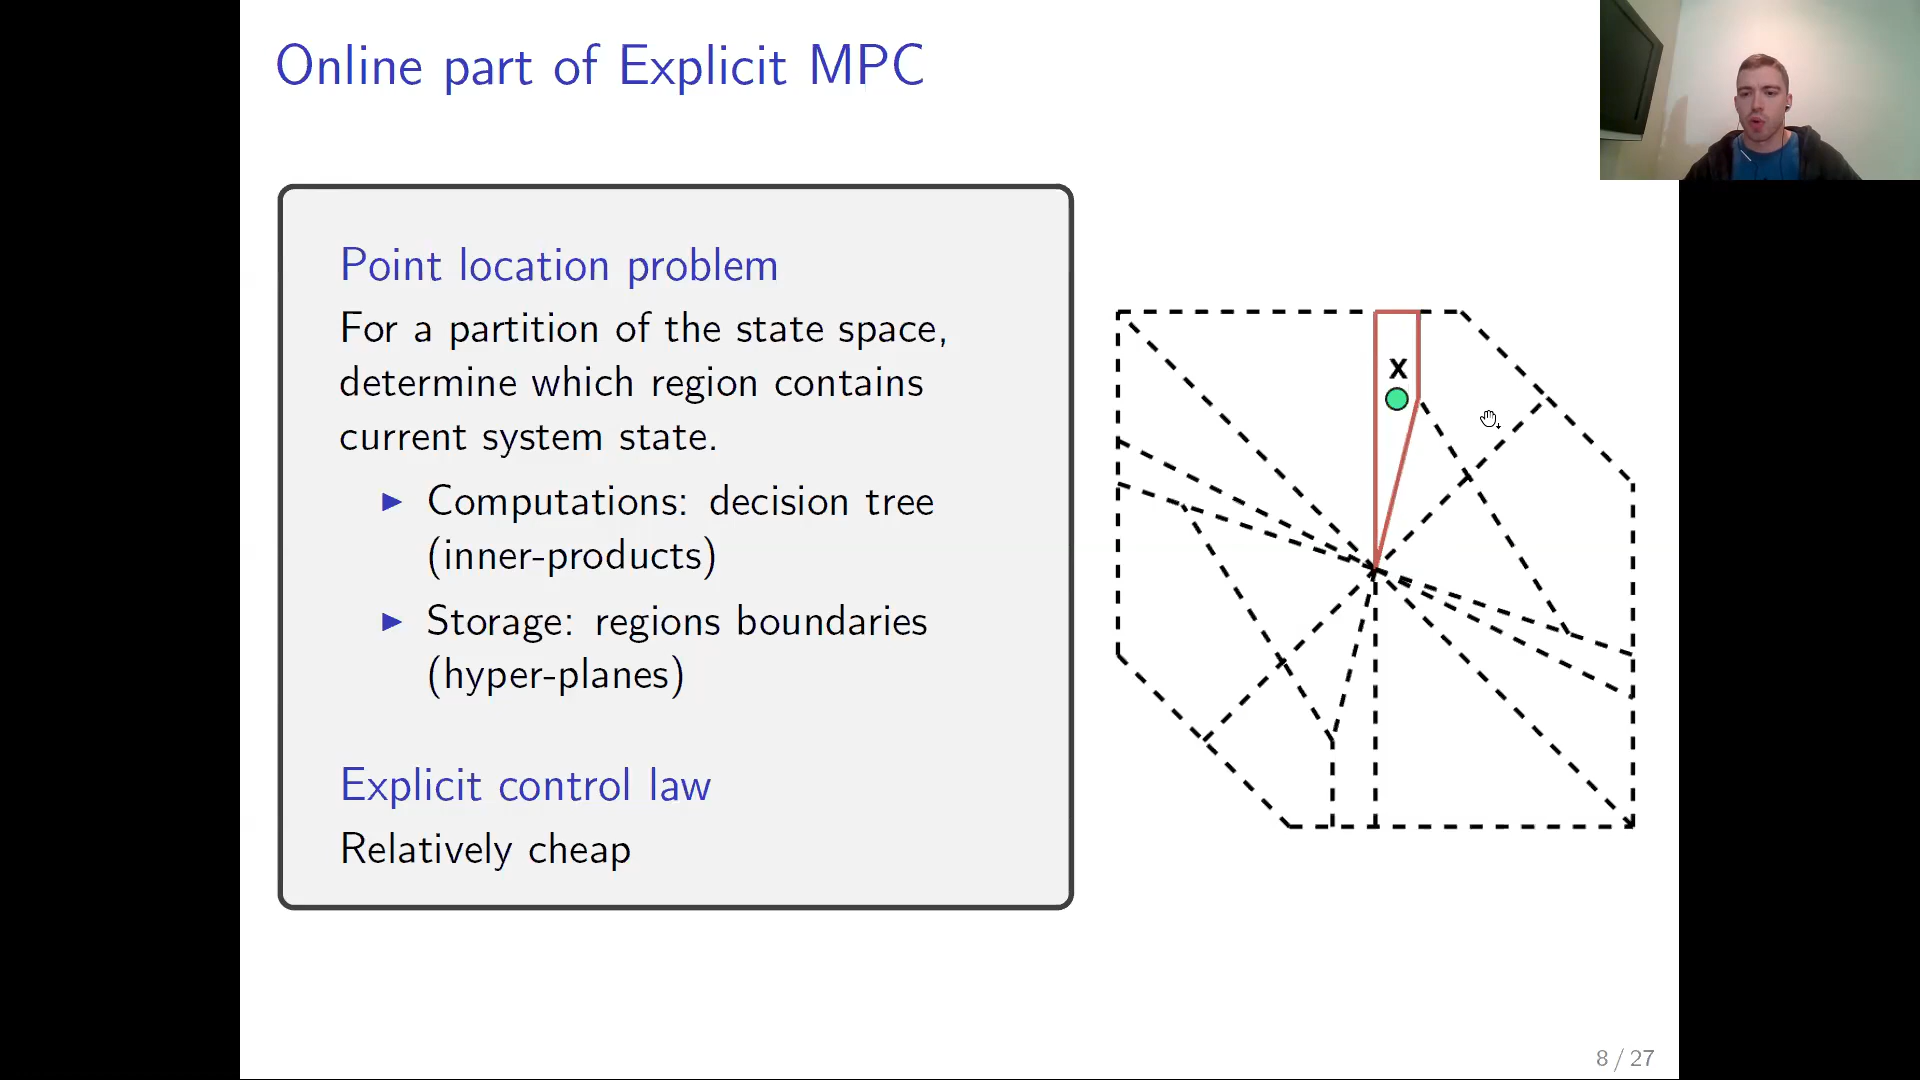 Online part of Explicit MPC
Point location problem
For a partition of the state space,
determine which region contains
current system state.
Computations: decision tree
(inner-products)
Storage: regions boundaries
(hyper-planes)
Explicit control law
Relatively cheap
x
8 / 27